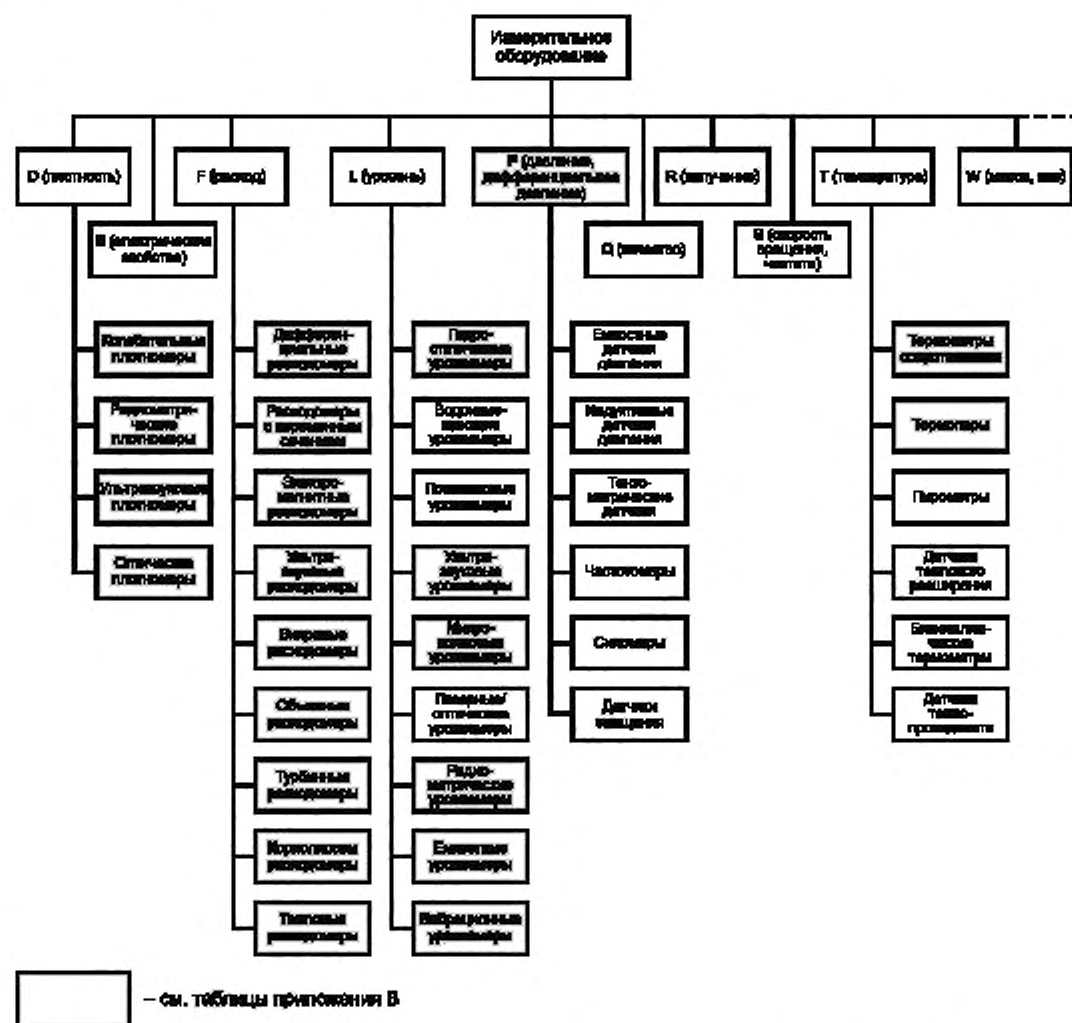 Измерительное
оборудование
D (плотность)
F (расход)
L (уровень)
P (давление,
дифференциальное
давление)
R (излучение)
T (температура)
W (масса, вес)
E (электрические
свойства)
Q (качество)
S (скорость
вращения,
частота)
Колебательные
плотномеры
Радиометри-
ческие
плотномеры
Ультразвуковые
плотномеры
Оптические
плотномеры
Дифферен-
циальные
расходомеры
Расходомеры
с переменным
сечением
Электро-
магнитные
расходомеры
Ультра-
звуковые
расходомеры
Вихревые
расходомеры
Объемные
расходомеры
Турбинные
расходомеры
Кориолисовы
расходомеры
Тепловые
расходомеры
Гидро-
статические
уровнемеры
уровнемеры
Поплавковые
уровнемеры
Ультра-
звуковые
уровнемеры
Микро-
волновые
уровнемеры
Лазерные/
оптические
уровнемеры
Радио-
метрические
уровнемеры
Емкостные
уровнемеры
Вибрационные
уровнемеры
Емкостные
датчики
давления
Индуктивные
датчики
давления
Тензо-
метрические
датчики
Частотомеры
Силомеры
Датчики
Термометры
сопротивления
Термопары
Пирометры
Датчики
теплового
расширения
Биметалли-
ческие
термометры
Датчики
тепло-
– см. таблицы приложения В